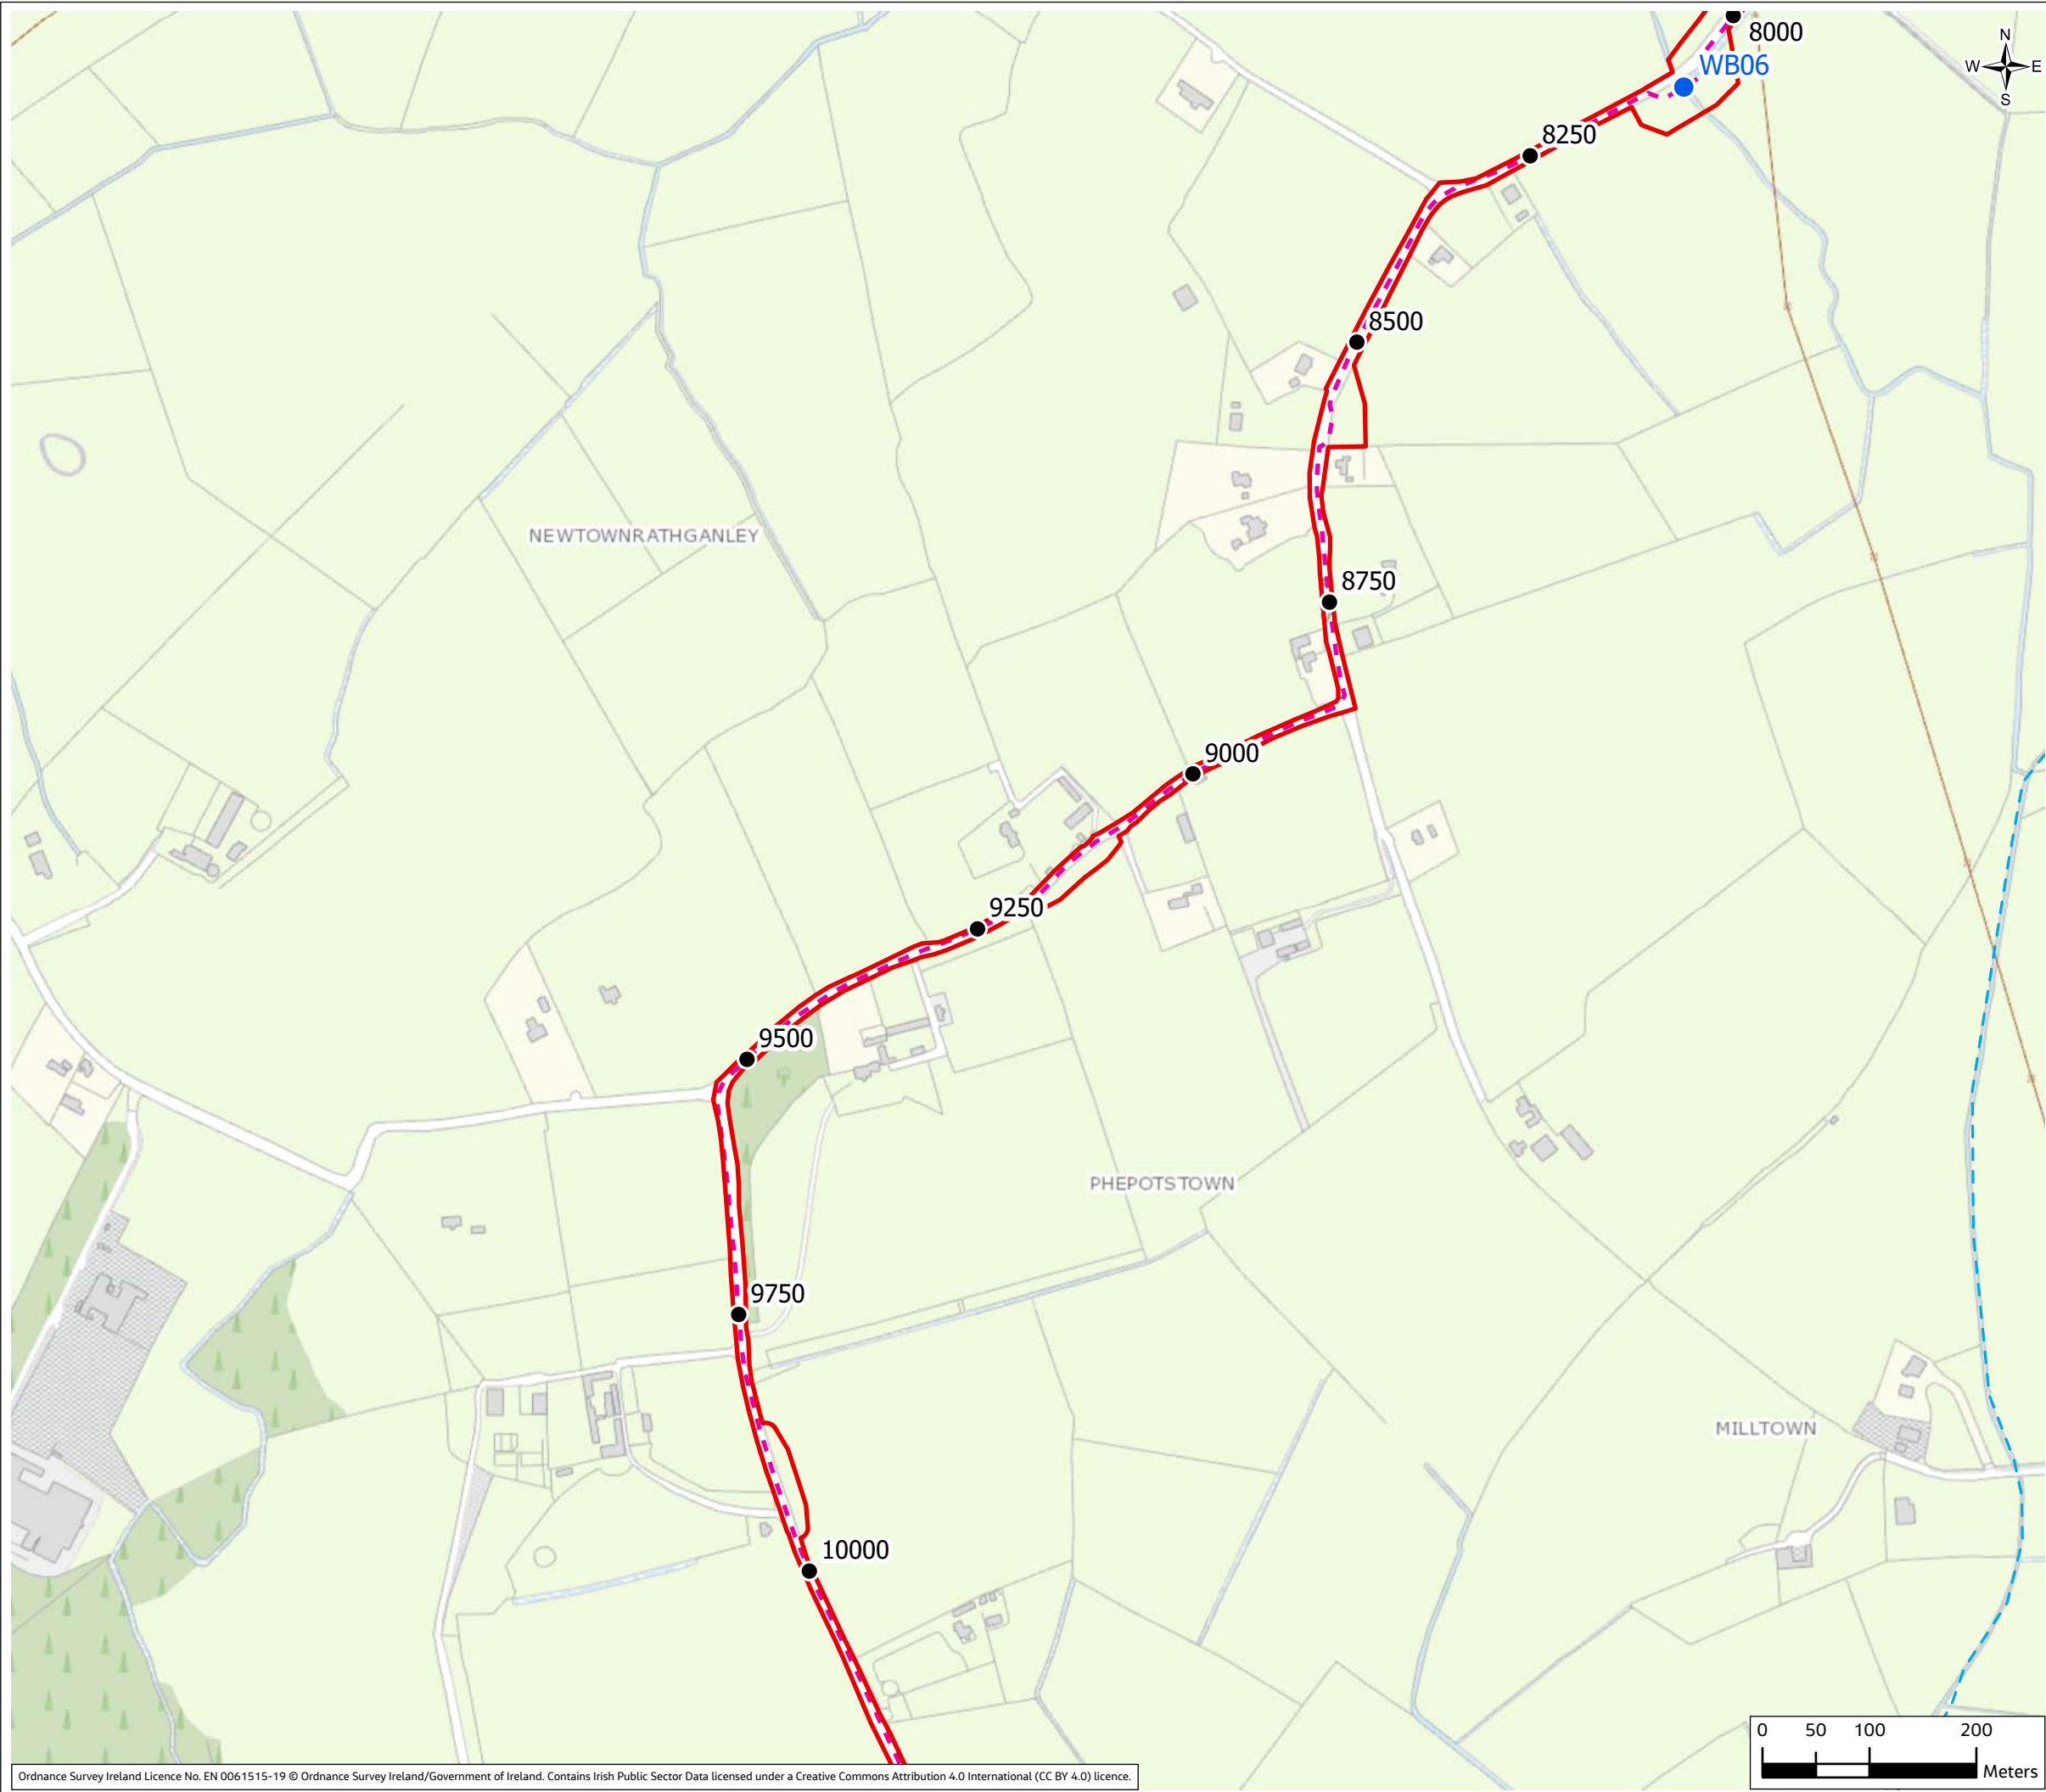 8000
N
W E
S
WB06
8250
8500
NEWTOWNRATHGANLEY
8750
9000
9250
9500
PHEPOTSTOWN
9750
MILLTOWN
10000
0 50 100 200
Meters
Ordnance Survey Ireland Licence No. EN 0061515-19 © Ordnance Survey Ireland/Government of Ireland. Contains Irish Public Sector Data licensed under a Creative Commons Attribution 4.0 International (CC BY 4.0) licence.